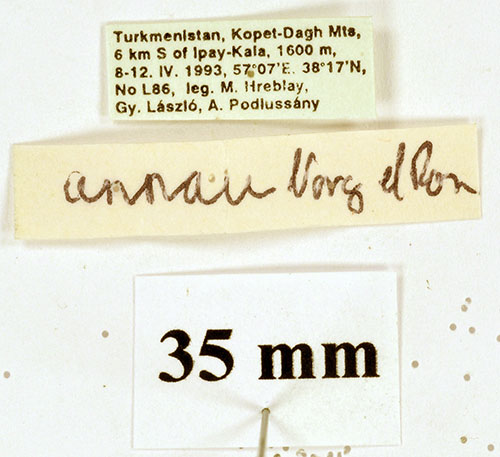 Turkmenistan, Kopet-Dagh Mts,
6 km S of Ipay-Kala, 1600 m,
8-12. IV. 1993, 57°07'E. 38°17'N,
No L86, leg. M. Hreblay,
Gy. László, A. Podlussány
annau Varg el Ron
35 mm